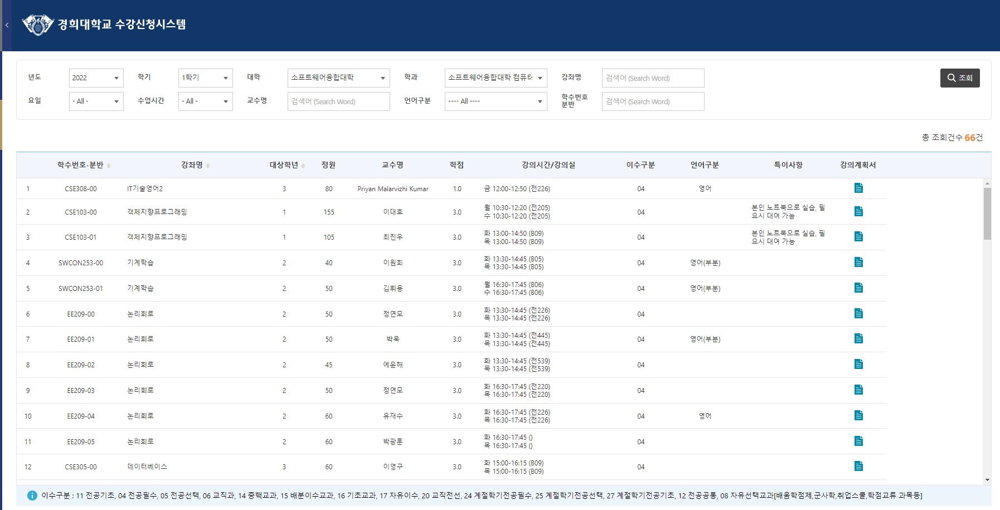 경희대학교 수강신청시스템
년도 2022 학기 1학기 대학 소프트웨어융합대학 학과 소프트웨어융합대학 컴퓨터 강좌명 검색어 (Search Word) 조회
요일 - All - 수업시간 - All - 교수명 검색어 (Search Word) 언어구분 ---- All ---- 학수번호 분반 검색어 (Search Word)
총 조회건수 66건
학수번호-분반 강좌명 대상학년 정원 교수명 학점 강의시간/강의실 이수구분 언어구분 특이사항 강의계획서
1 CSE308-00 IT기술영어2 3 80 Priyan Malarvizhi Kumar 1.0 금 12:00-12:50 (전226) 04 영어
2 CSE103-00 객체지향프로그래밍 1 155 이대호 3.0 월 10:30-12:20 (전205) 수 10:30-12:20 (전205) 04 본인 노트북으로 실습, 필요시 대여 가능
3 CSE103-01 객체지향프로그래밍 1 105 최진우 3.0 화 13:00-14:50 (B09) 목 13:00-14:50 (B09) 04 본인 노트북으로 실습, 필요시 대여 가능
4 SWCON253-00 기계학습 2 40 이원희 3.0 화 13:30-14:45 (B05) 목 13:30-14:45 (B05) 04 영어(부분)
5 SWCON253-01 기계학습 2 50 김휘용 3.0 월 16:30-17:45 (B06) 수 16:30-17:45 (B06) 04 영어(부분)
6 EE209-00 논리회로 2 50 정연모 3.0 화 13:30-14:45 (전226) 목 13:30-14:45 (전226) 04
7 EE209-01 논리회로 2 50 박욱 3.0 화 13:30-14:45 (전445) 목 13:30-14:45 (전445) 04 영어(부분)
8 EE209-02 논리회로 2 45 예윤해 3.0 화 13:30-14:45 (전539) 목 13:30-14:45 (전539) 04
9 EE209-03 논리회로 2 50 정연모 3.0 화 16:30-17:45 (전220) 목 16:30-17:45 (전220) 04
10 EE209-04 논리회로 2 60 유재수 3.0 화 16:30-17:45 (전226) 목 16:30-17:45 (전226) 04 영어
11 EE209-05 논리회로 2 60 박광훈 3.0 화 16:30-17:45 () 목 16:30-17:45 () 04
12 CSE305-00 데이터베이스 3 60 이영구 3.0 화 15:00-16:15 (B09) 목 15:00-16:15 (B09) 04
이수구분 : 11 전공기초, 04 전공필수, 05 전공선택, 06 교직과, 14 중핵교과, 15 배분이수교과, 16 기초교과, 17 자유이수, 20 교직전선, 24 계절학기전공필수, 25 계절학기전공선택, 27 계절학기전공기초, 12 전공공통, 08 자유선택교과[배움학점제,군사학,취업스쿨,학점교류 과목등]